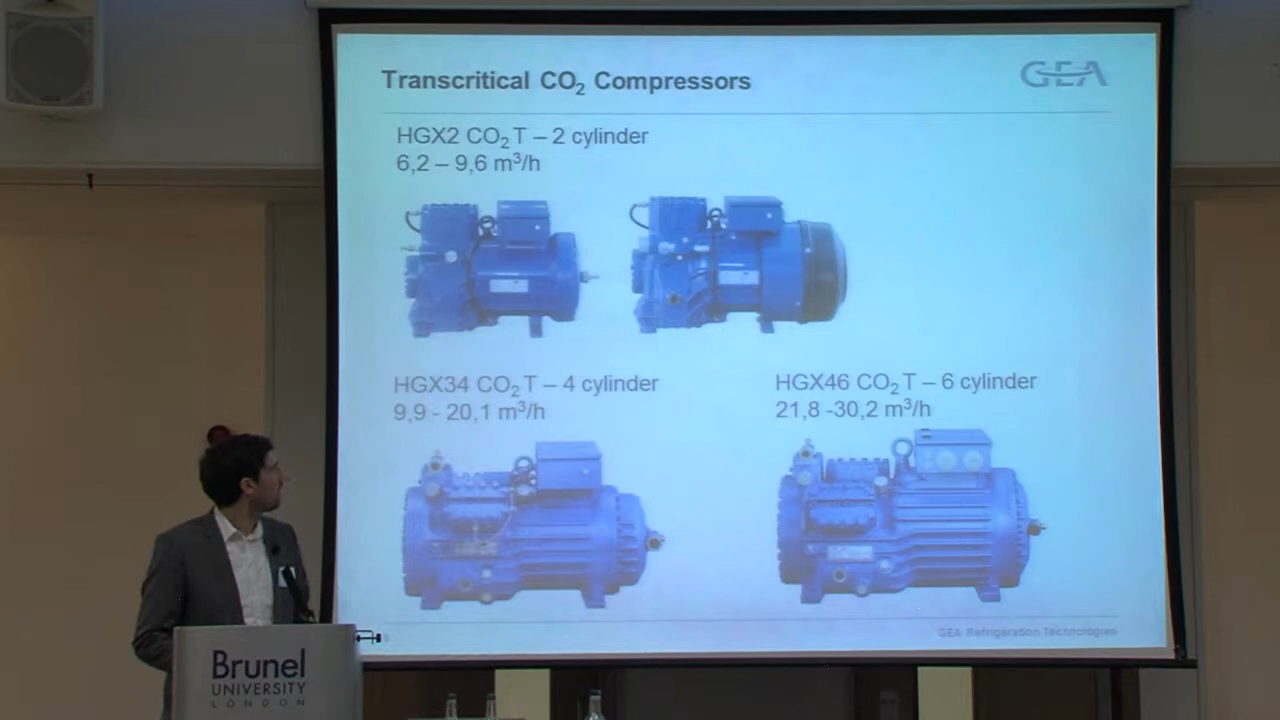 Transcritical CO₂ Compressors
GEA
HGX2 CO₂ T – 2 cylinder
6,2 – 9,6 m³/h
HGX34 CO₂ T – 4 cylinder
9,9 - 20,1 m³/h
HGX46 CO₂ T – 6 cylinder
21,8 -30,2 m³/h
GEA Refrigeration Technologies
Brunel
UNIVERSITY
LONDON